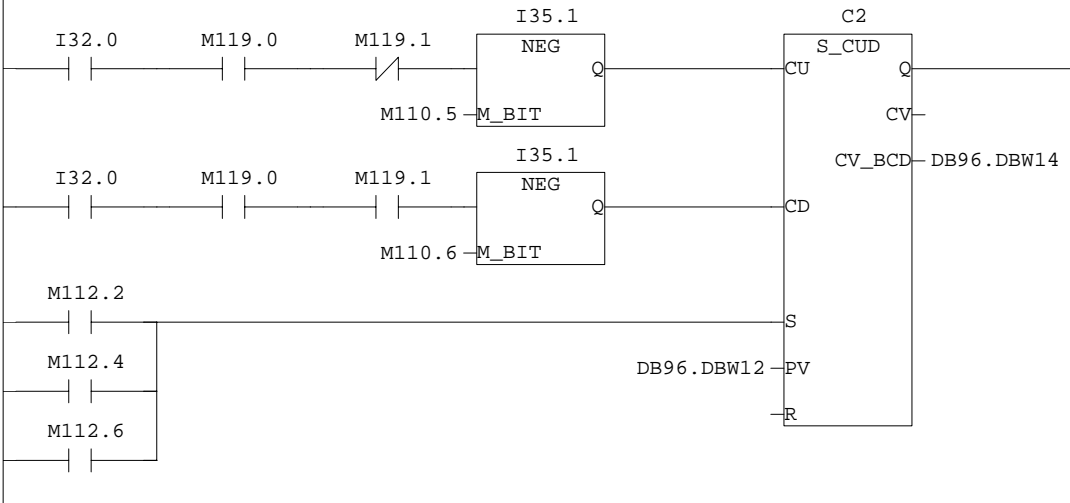 I35.1 C2
I32.0 M119.0 M119.1 NEG S_CUD
Q CU Q
M110.5 M_BIT CV
I35.1 CV_BCD DB96.DBW14
I32.0 M119.0 M119.1 NEG
Q CD
M110.6 M_BIT
M112.2
S
M112.4 DB96.DBW12 PV
R
M112.6